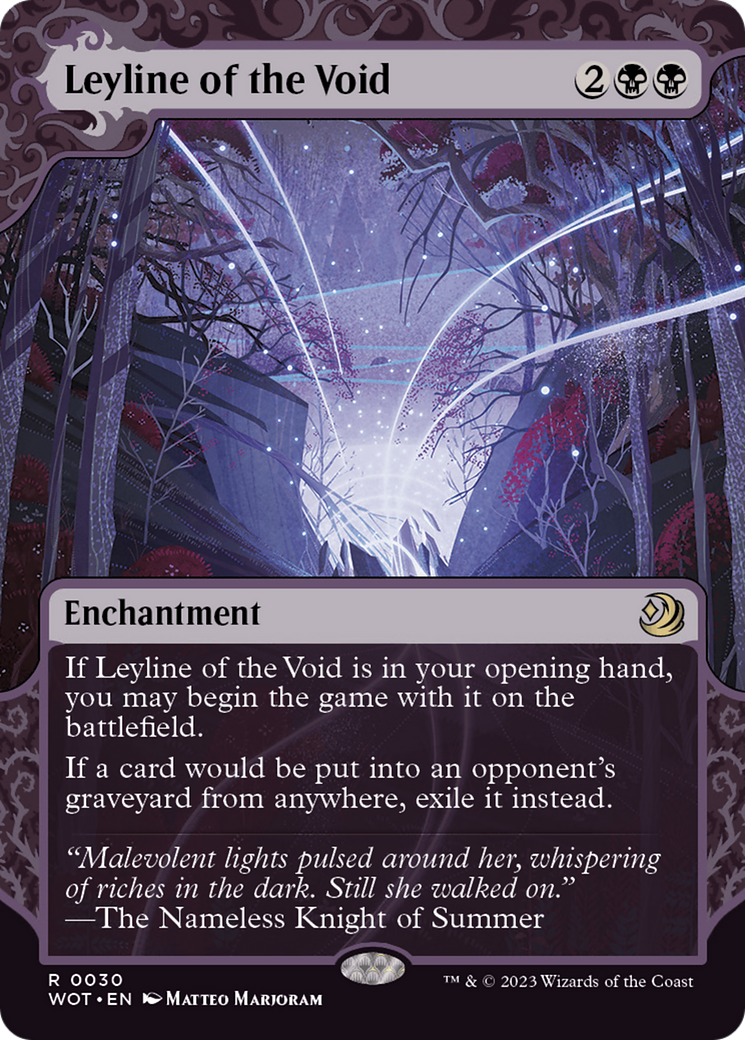 Leyline of the Void
2
Enchantment
If Leyline of the Void is in your opening hand,
you may begin the game with it on the
battlefield.
If a card would be put into an opponent’s
graveyard from anywhere, exile it instead.
“Malevolent lights pulsed around her, whispering
of riches in the dark. Still she walked on.”
—The Nameless Knight of Summer
R 0030
WOT • EN Matteo Marjoram
™ & © 2023 Wizards of the Coast